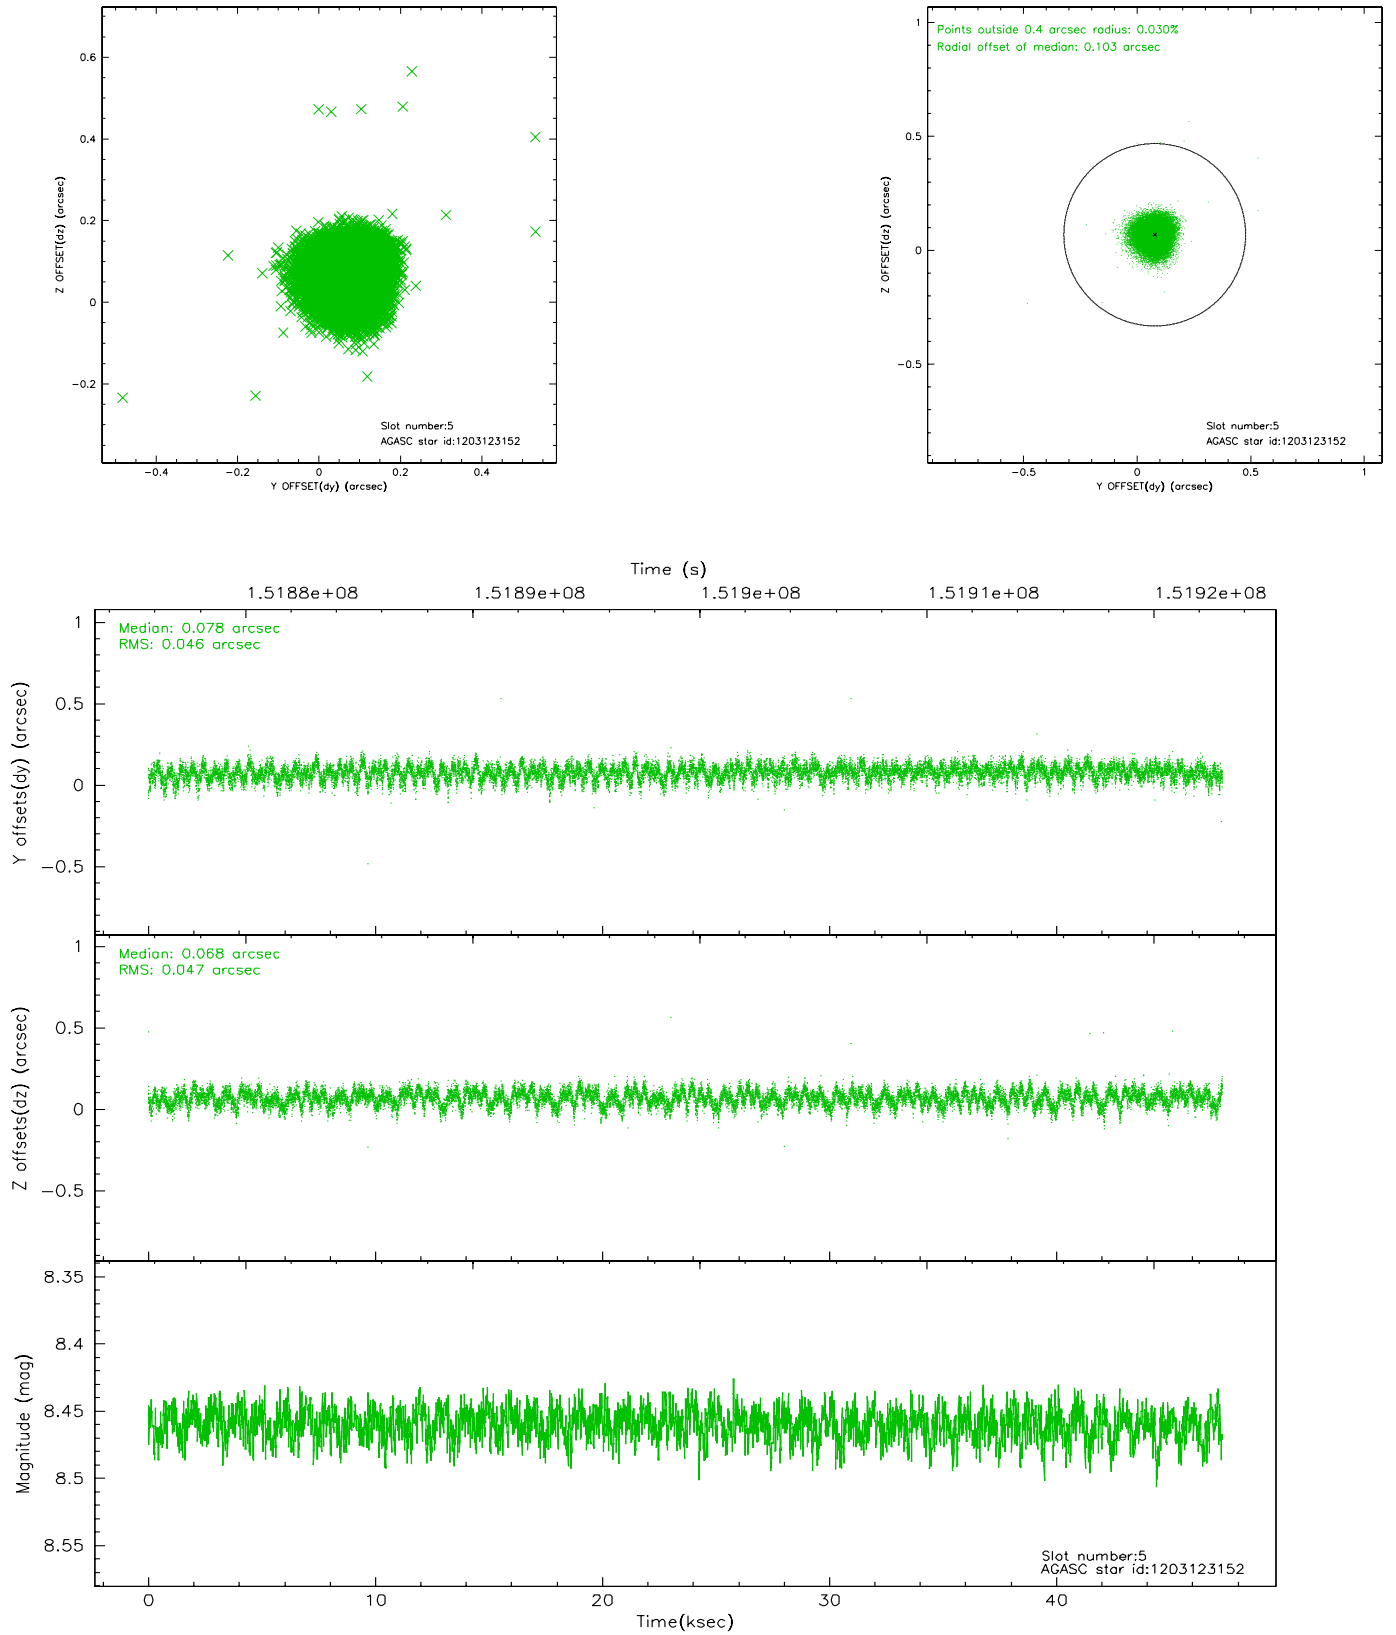 0.6
0.4
0.2
0
−0.2
Z OFFSET(dz) (arcsec)
Slot number:5
AGASC star id:1203123152
−0.4 −0.2 0 0.2 0.4
Y OFFSET(dy) (arcsec)
Points outside 0.4 arcsec radius: 0.030%
Radial offset of median: 0.103 arcsec
1
0.5
0
−0.5
Z OFFSET(dz) (arcsec)
Slot number:5
AGASC star id:1203123152
−0.5 0 0.5 1
Y OFFSET(dy) (arcsec)
Time (s)
1.5188e+08 1.5189e+08 1.519e+08 1.5191e+08 1.5192e+08
Median: 0.078 arcsec
RMS: 0.046 arcsec
1
0.5
0
−0.5
Y offsets(dy) (arcsec)
Median: 0.068 arcsec
RMS: 0.047 arcsec
1
0.5
0
−0.5
Z offsets(dz) (arcsec)
8.35
8.4
8.45
8.5
8.55
Magnitude (mag)
Slot number:5
AGASC star id:1203123152
0 10 20 30 40
Time(ksec)